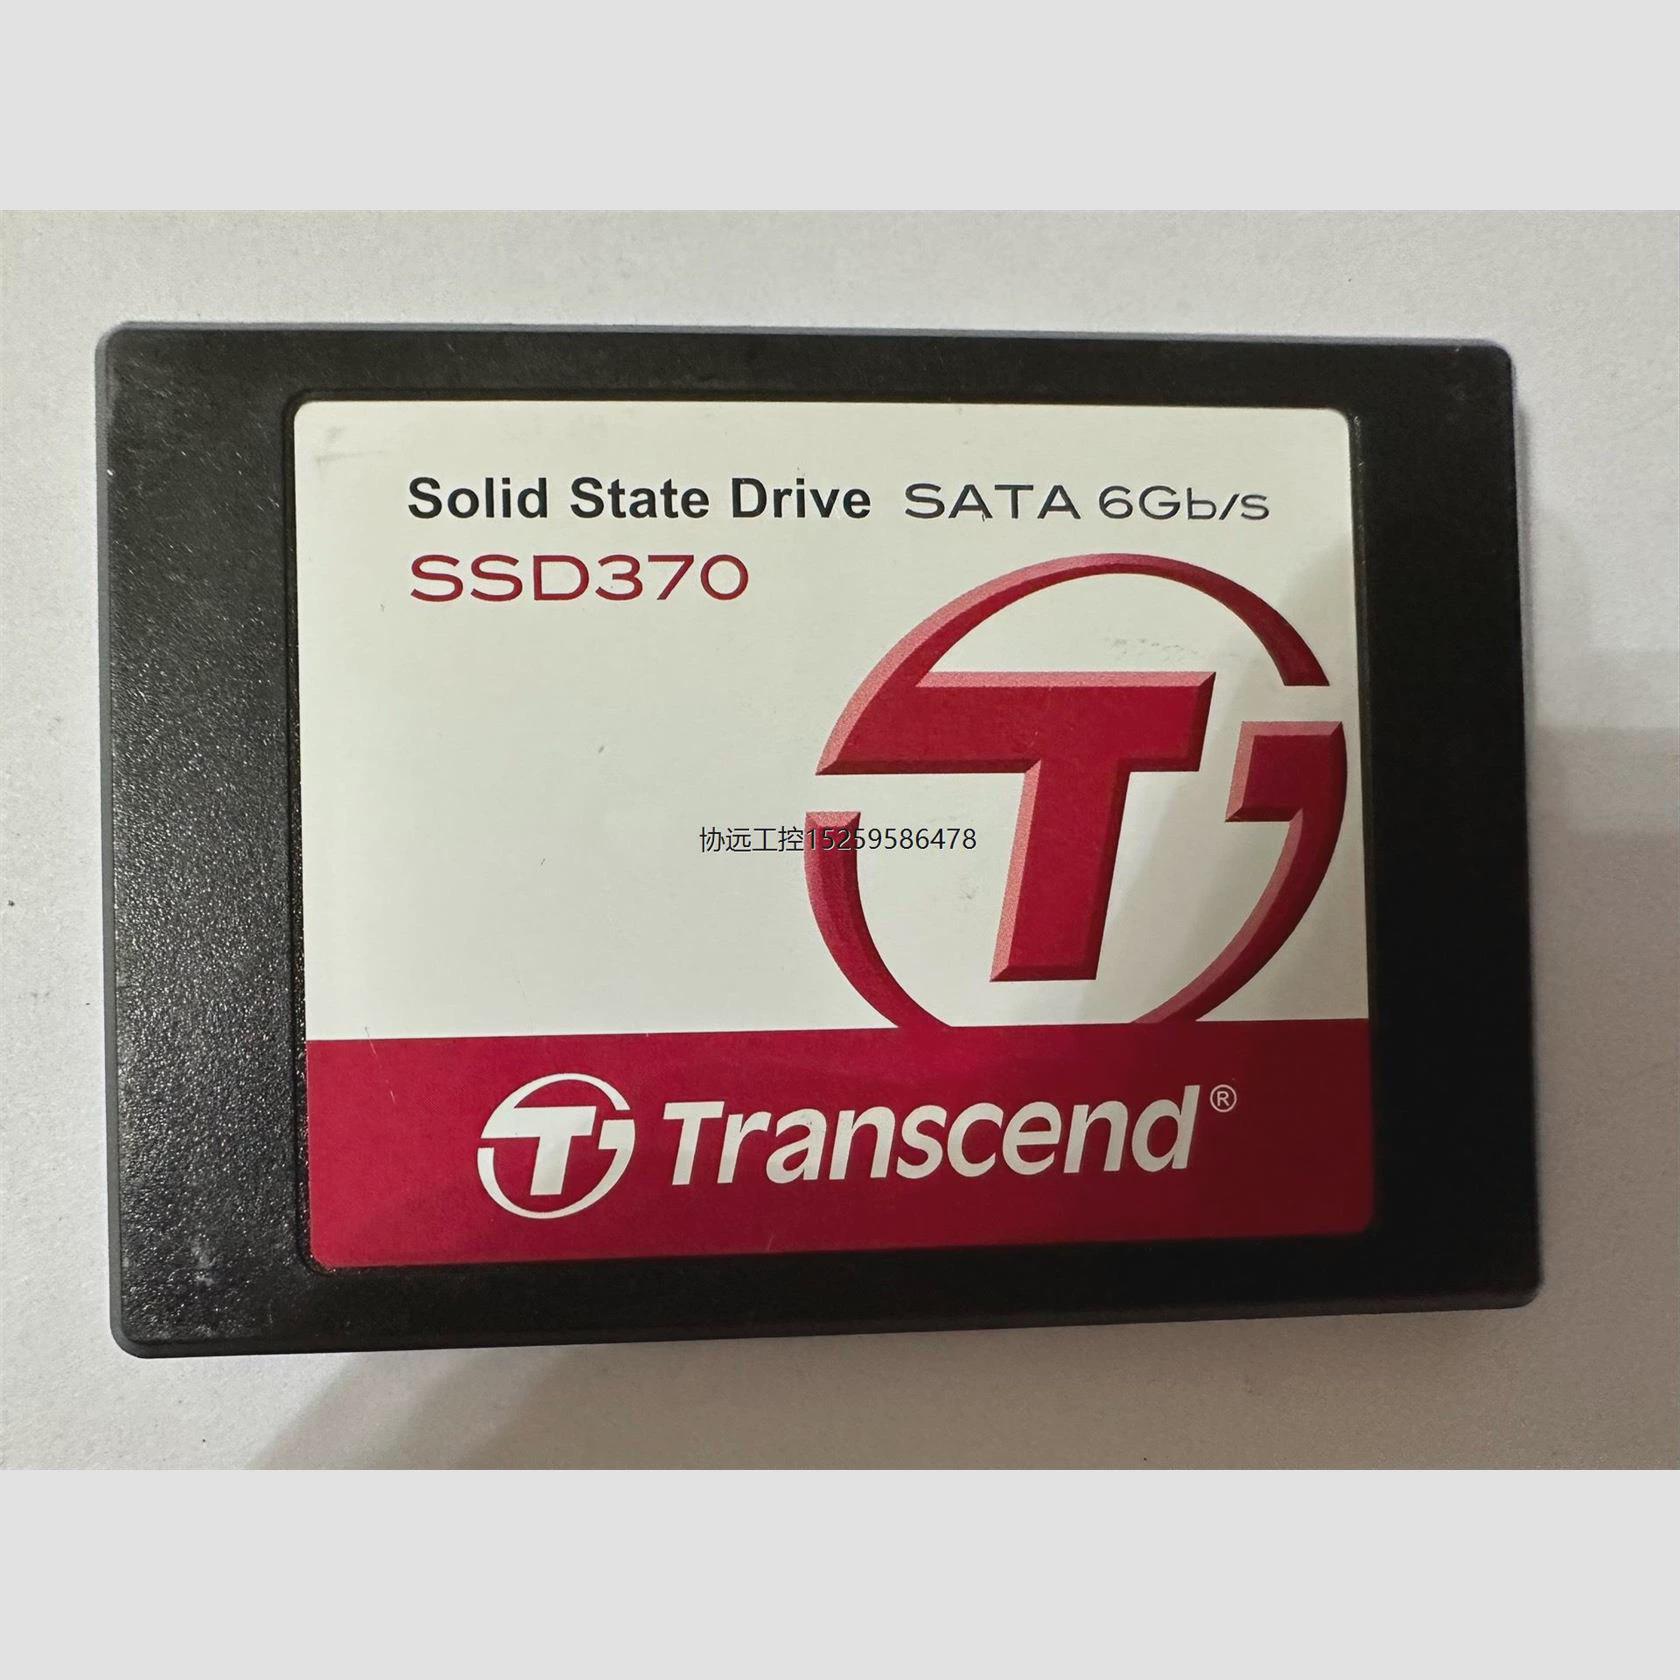 Solid State Drive SATA 6Gb/s
SSD370
协远工控15259586478
Transcend®